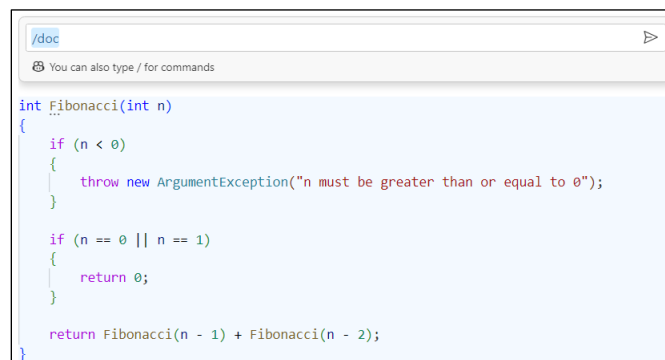 /doc
You can also type / for commands
int Fibonacci(int n)
{
    if (n < 0)
    {
        throw new ArgumentException("n must be greater than or equal to 0");
    }
    if (n == 0 || n == 1)
    {
        return 0;
    }
    return Fibonacci(n - 1) + Fibonacci(n - 2);
}